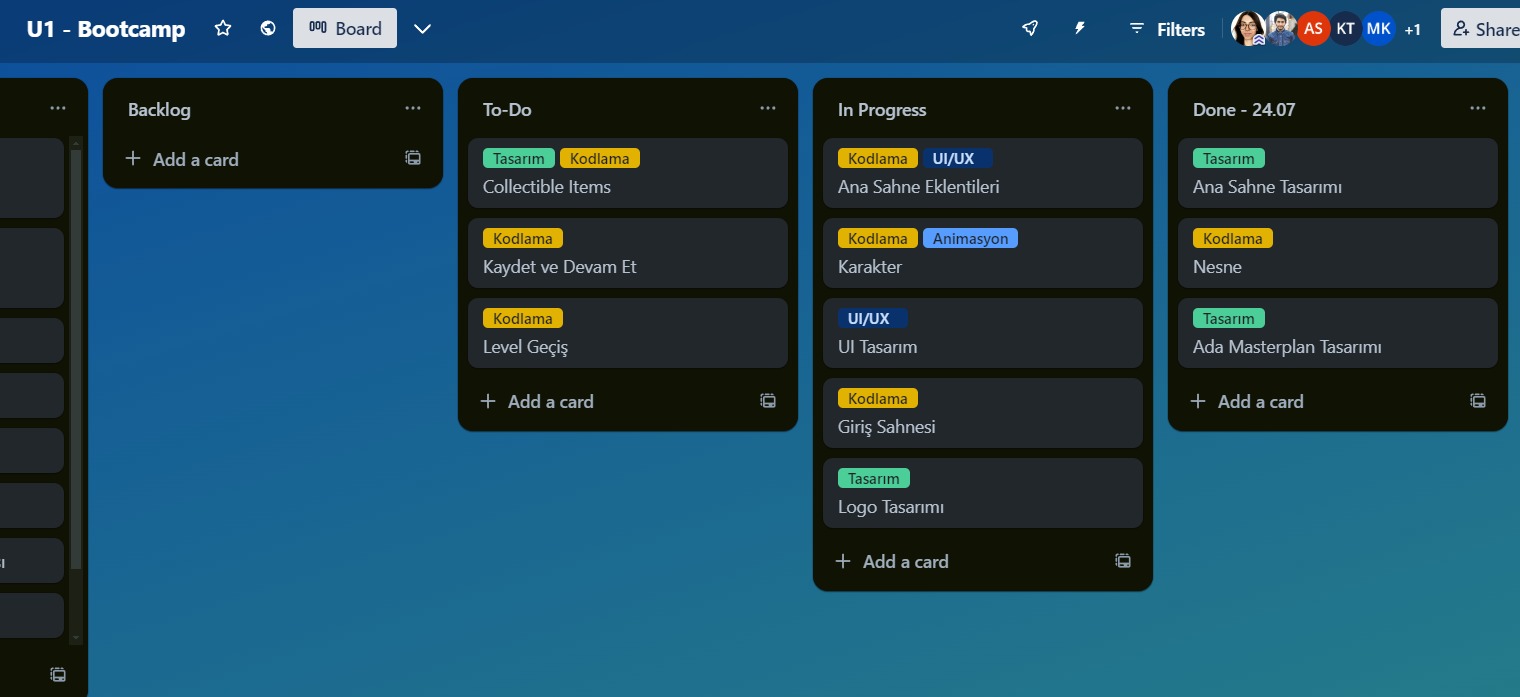 U1 - Bootcamp
Board
Filters
AS
KT
MK
+1
Share
Backlog
Add a card
To-Do
Tasarım Kodlama
Collectible Items
Kodlama
Kaydet ve Devam Et
Kodlama
Level Geçiş
Add a card
In Progress
Kodlama UI/UX
Ana Sahne Eklentileri
Kodlama Animasyon
Karakter
UI/UX
UI Tasarım
Kodlama
Giriş Sahnesi
Tasarım
Logo Tasarımı
Add a card
Done - 24.07
Tasarım
Ana Sahne Tasarımı
Kodlama
Nesne
Tasarım
Ada Masterplan Tasarımı
Add a card